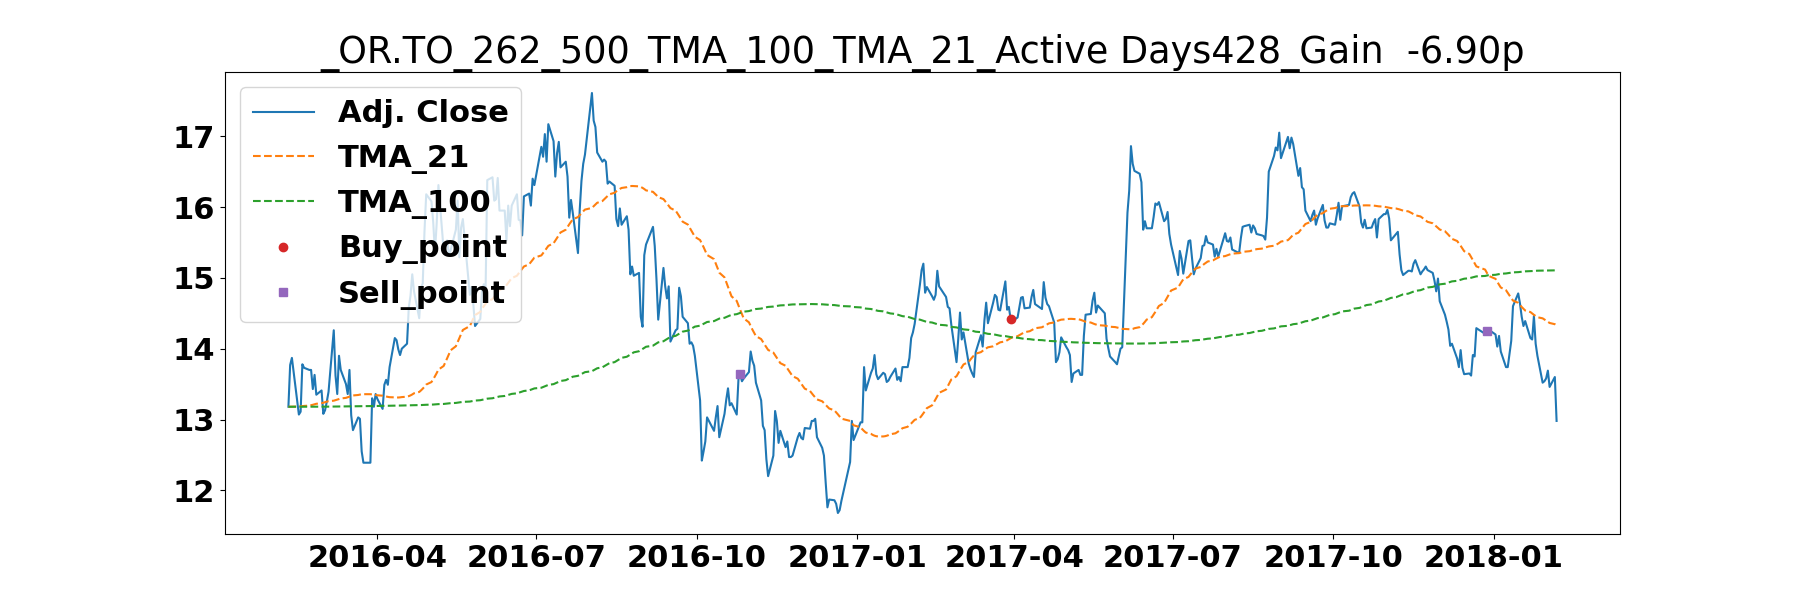 _OR.TO_262_500_TMA_100_TMA_21_Active Days428_Gain  -6.90p
Adj. Close
TMA_21
TMA_100
Buy_point
Sell_point
17
16
15
14
13
12
2016-04 2016-07 2016-10 2017-01 2017-04 2017-07 2017-10 2018-01